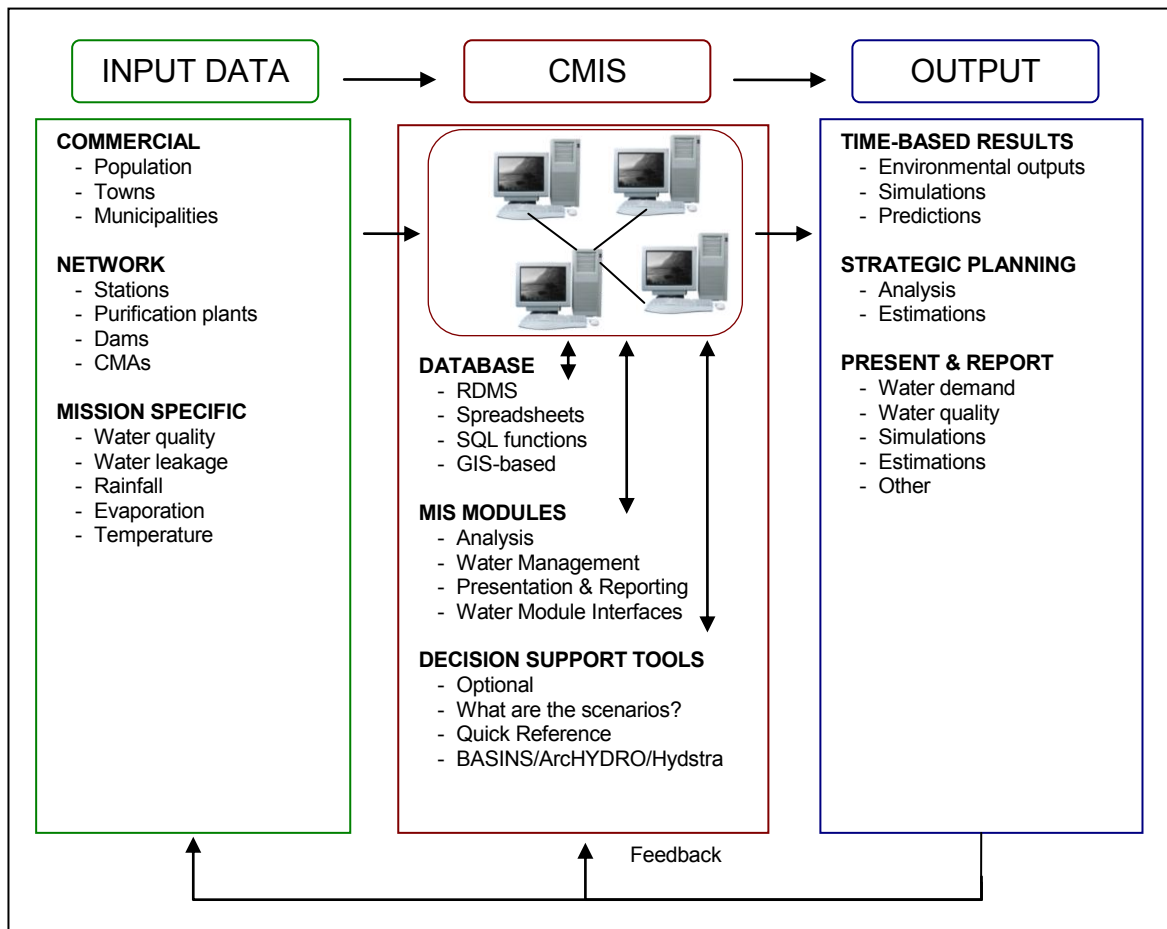 INPUT DATA
CMIS
OUTPUT
COMMERCIAL
- Population
- Towns
- Municipalities
NETWORK
- Stations
- Purification plants
- Dams
- CMAs
MISSION SPECIFIC
- Water quality
- Water leakage
- Rainfall
- Evaporation
- Temperature
DATABASE
- RDMS
- Spreadsheets
- SQL functions
- GIS-based
MIS MODULES
- Analysis
- Water Management
- Presentation & Reporting
- Water Module Interfaces
DECISION SUPPORT TOOLS
- Optional
- What are the scenarios?
- Quick Reference
- BASINS/ArcHYDRO/Hydstra
TIME-BASED RESULTS
- Environmental outputs
- Simulations
- Predictions
STRATEGIC PLANNING
- Analysis
- Estimations
PRESENT & REPORT
- Water demand
- Water quality
- Simulations
- Estimations
- Other
Feedback